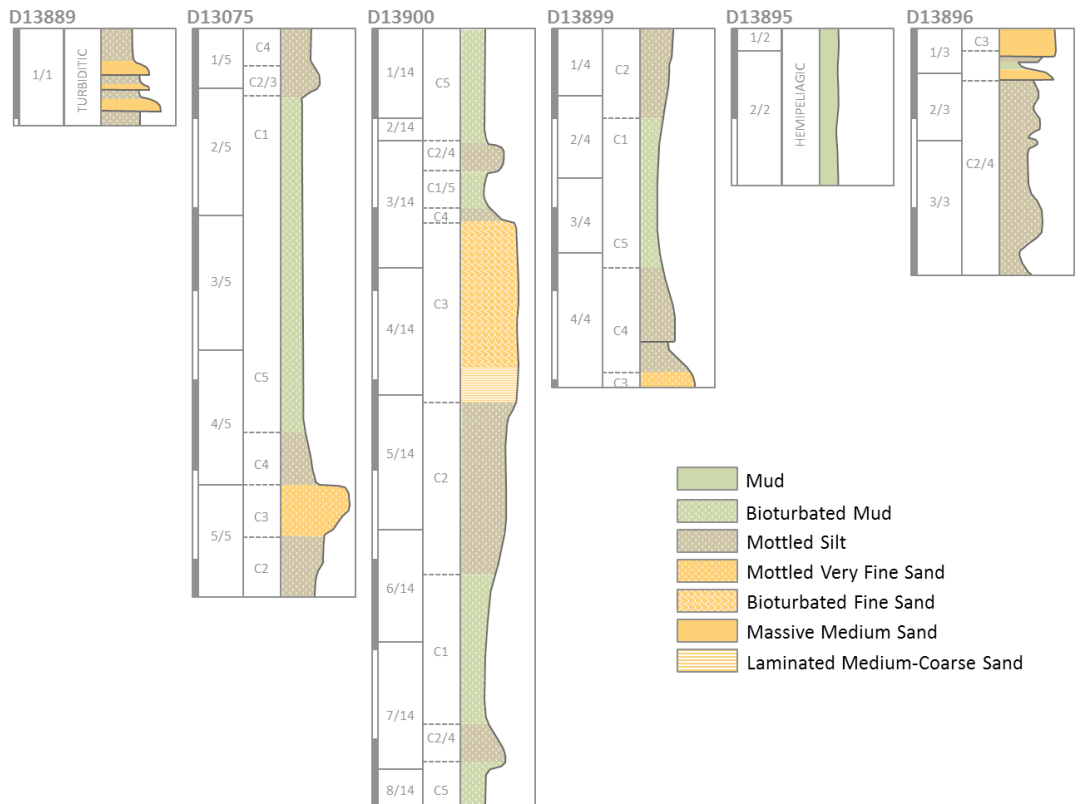 D13889
D13075
D13900
D13899
D13895
D13896
1/1
TURBIDITIC
1/5
2/5
3/5
4/5
5/5
C4
C2/3
C1
C5
C4
C3
C2
1/14
2/14
3/14
4/14
5/14
6/14
7/14
8/14
C5
C2/4
C1/5
C4
C3
C2
C1
C2/4
C5
1/4
2/4
3/4
4/4
C2
C1
C5
C4
C3
1/2
2/2
HEMIPELAGIC
1/3
2/3
3/3
C3
C2/4
Mud
Bioturbated Mud
Mottled Silt
Mottled Very Fine Sand
Bioturbated Fine Sand
Massive Medium Sand
Laminated Medium-Coarse Sand